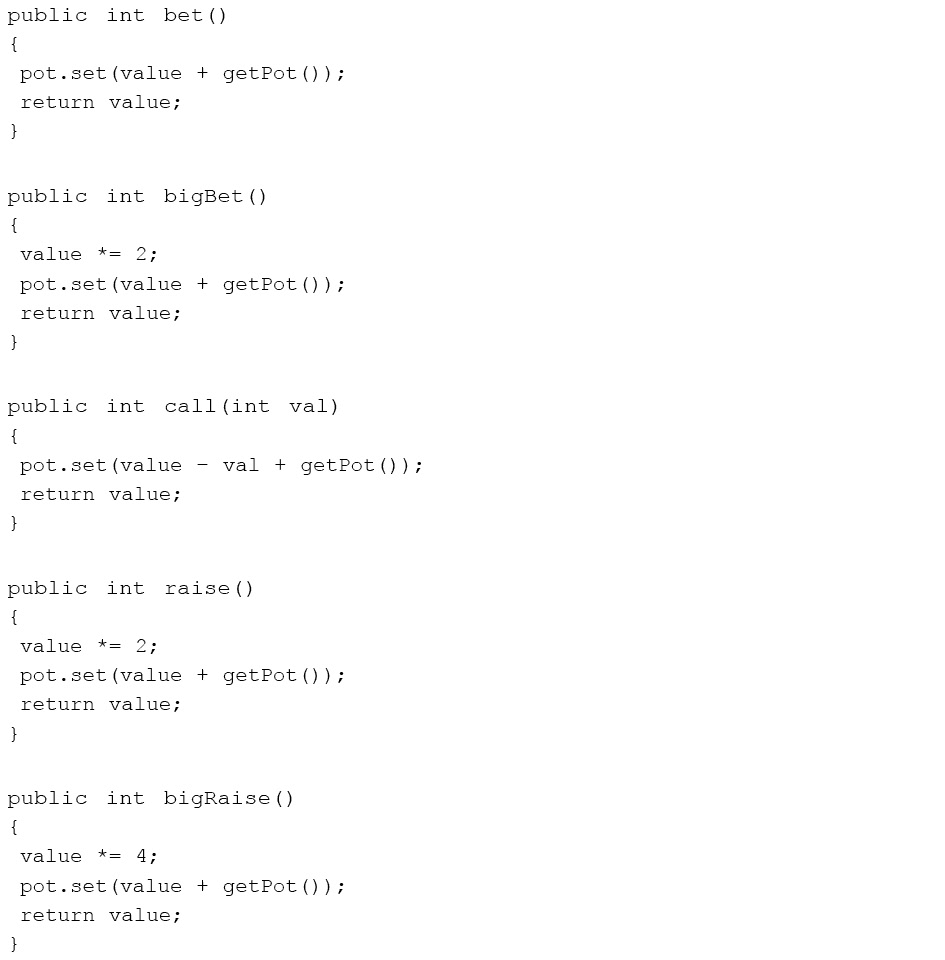 public int bet()
{
 pot.set(value + getPot());
 return value;
}

public int bigBet()
{
 value *= 2;
 pot.set(value + getPot());
 return value;
}

public int call(int val)
{
 pot.set(value – val + getPot());
 return value;
}

public int raise()
{
 value *= 2;
 pot.set(value + getPot());
 return value;
}

public int bigRaise()
{
 value *= 4;
 pot.set(value + getPot());
 return value;
}